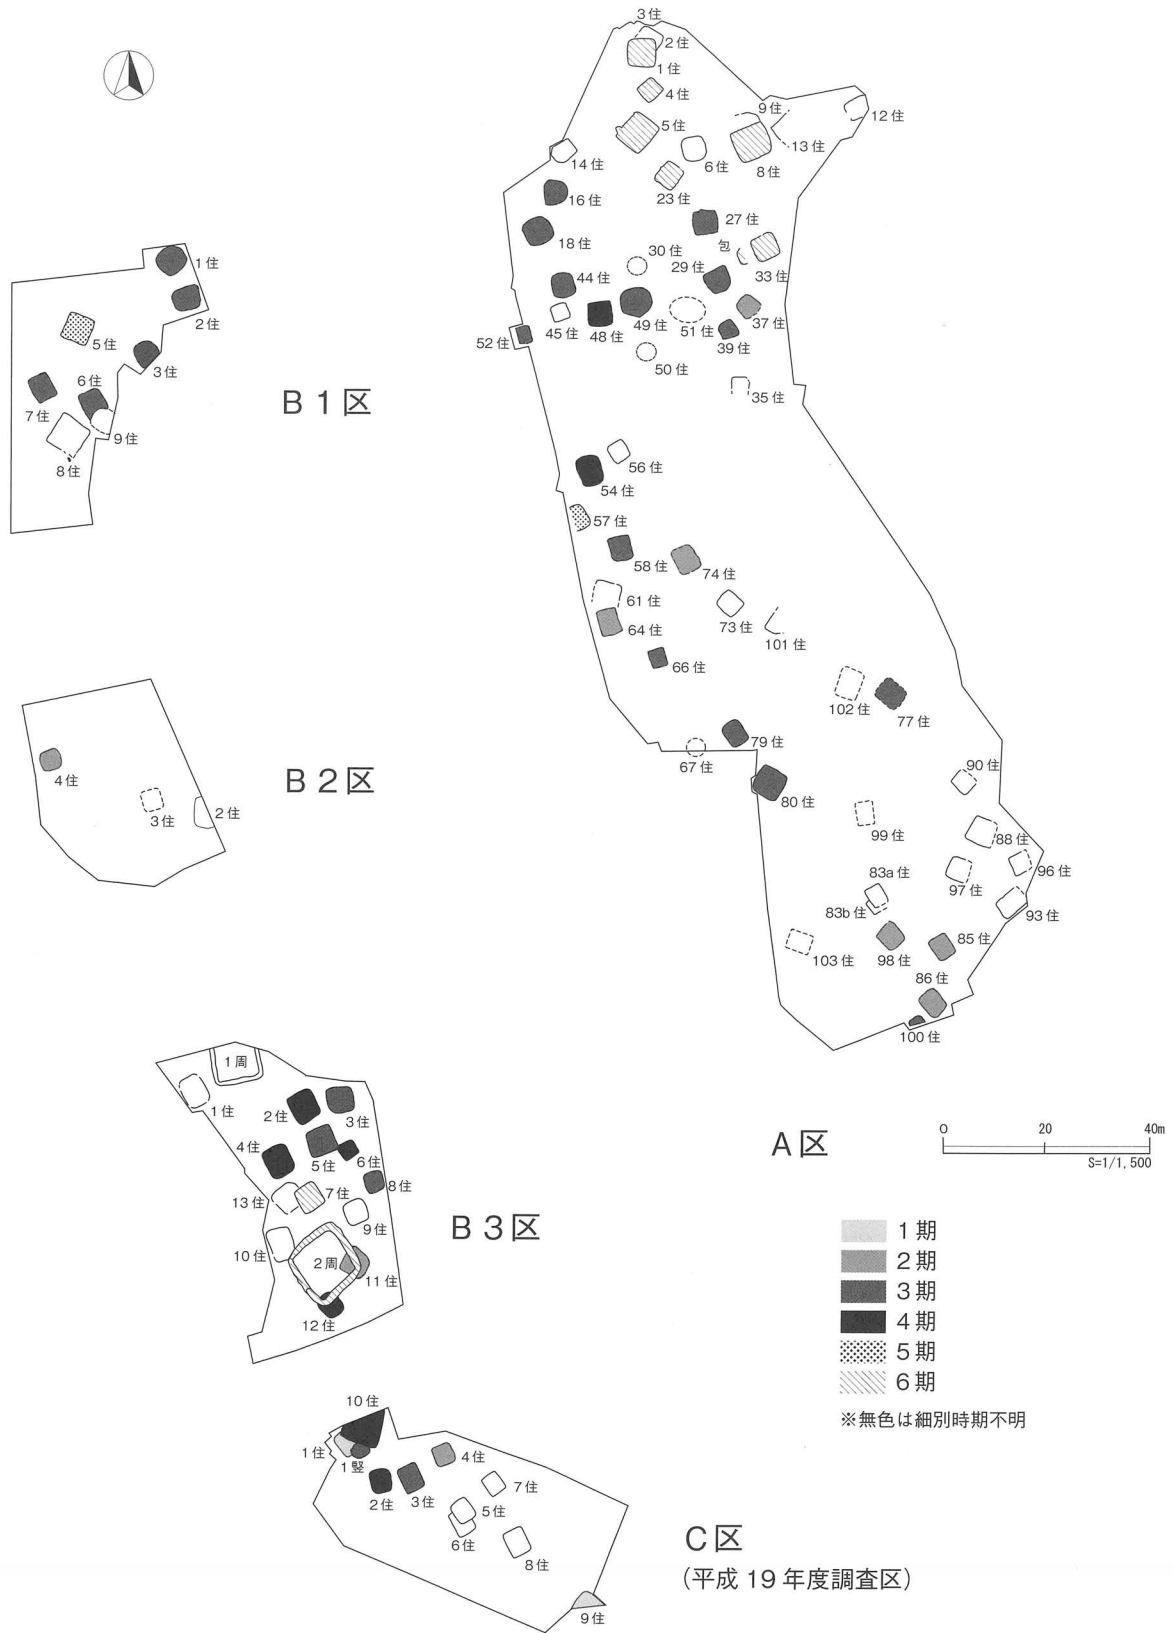 3住
2住
1住
4住
5住
9住
12住
13住
14住
6住
8住
16住
23住
27住
18住
包
30住
29住
33住
44住
45住
48住
49住
51住
37住
39住
52住
50住
35住
56住
54住
57住
58住
74住
61住
64住
73住
101住
66住
102住
77住
79住
67住
80住
90住
99住
88住
96住
83a住
97住
83b住
93住
85住
103住
98住
86住
100住
A区
1住
2住
5住
3住
6住
7住
9住
8住
B1区
4住
3住
2住
B2区
1周
1住
2住
3住
4住
5住
6住
8住
13住
7住
9住
10住
2周
11住
12住
B3区
10住
1住
1竪
4住
2住
3住
7住
5住
6住
8住
9住
C区
(平成19年度調査区)
0 20 40m
S=1/1,500
1期
2期
3期
4期
5期
6期
※無色は細別時期不明